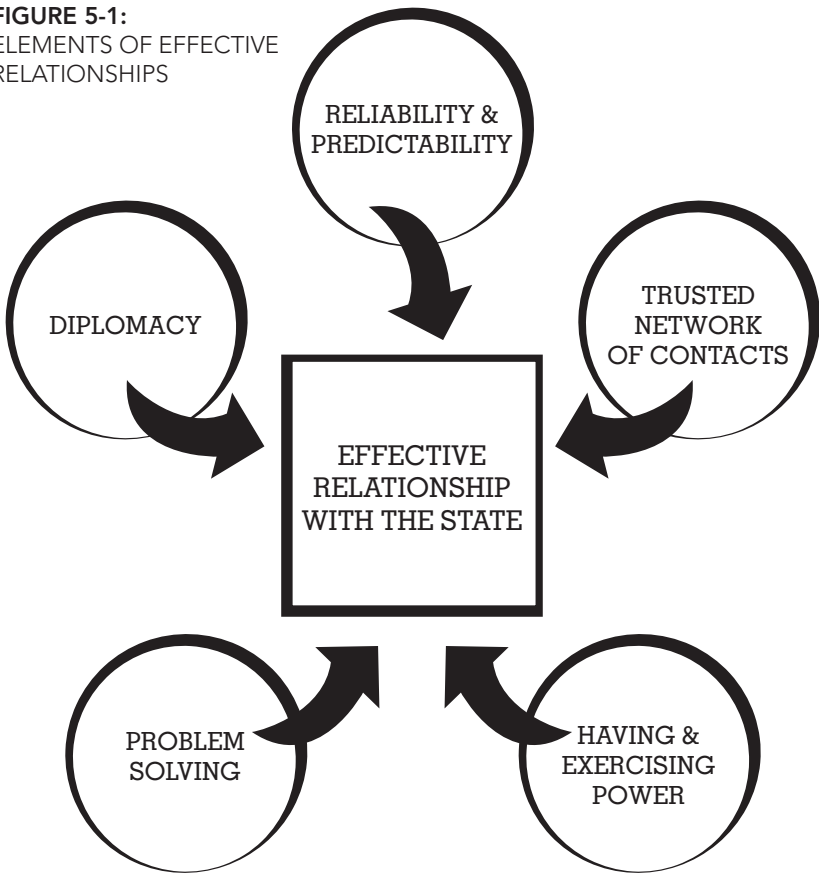 FIGURE 5-1:
ELEMENTS OF EFFECTIVE
RELATIONSHIPS
RELIABILITY &
PREDICTABILITY
DIPLOMACY
TRUSTED
NETWORK
OF CONTACTS
EFFECTIVE
RELATIONSHIP
WITH THE STATE
PROBLEM
SOLVING
HAVING &
EXERCISING
POWER